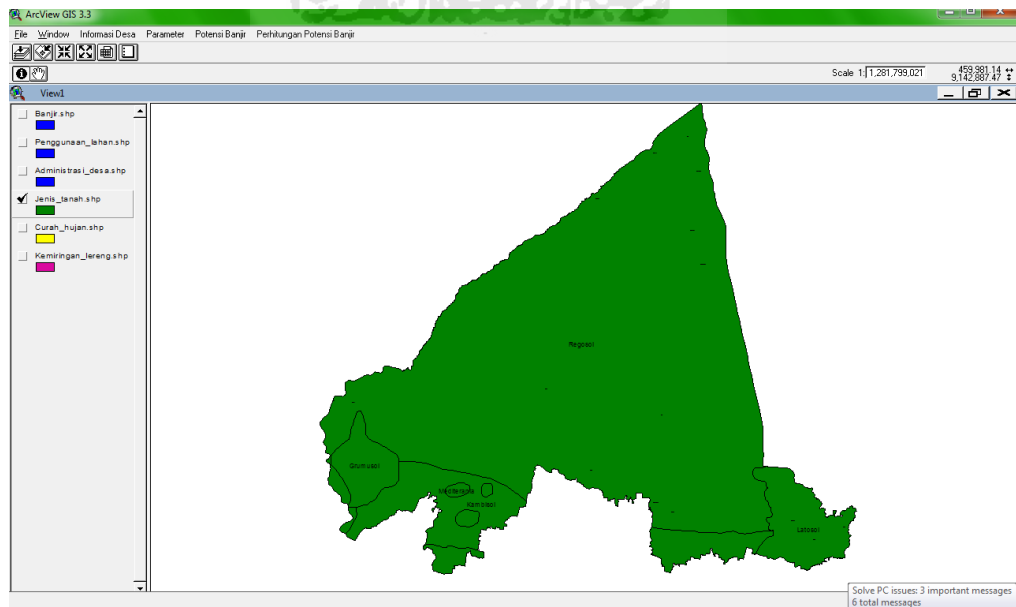 ArcView GIS 3.3
File Window Informasi Desa Parameter Potensi Banjir Perhitungan Potensi Banjir
Scale 1: 1,281,799,021
459,981.14
9,142,887.47
View1
Banjir.shp
Penggunaan_lahan.shp
Administrasi_desa.shp
Jenis_tanah.shp
Curah_hujan.shp
Kemiringan_lereng.shp
Regosol
Grumusol
Mediterania
Kambisol
Latosol
Solve PC issues: 3 important messages
6 total messages